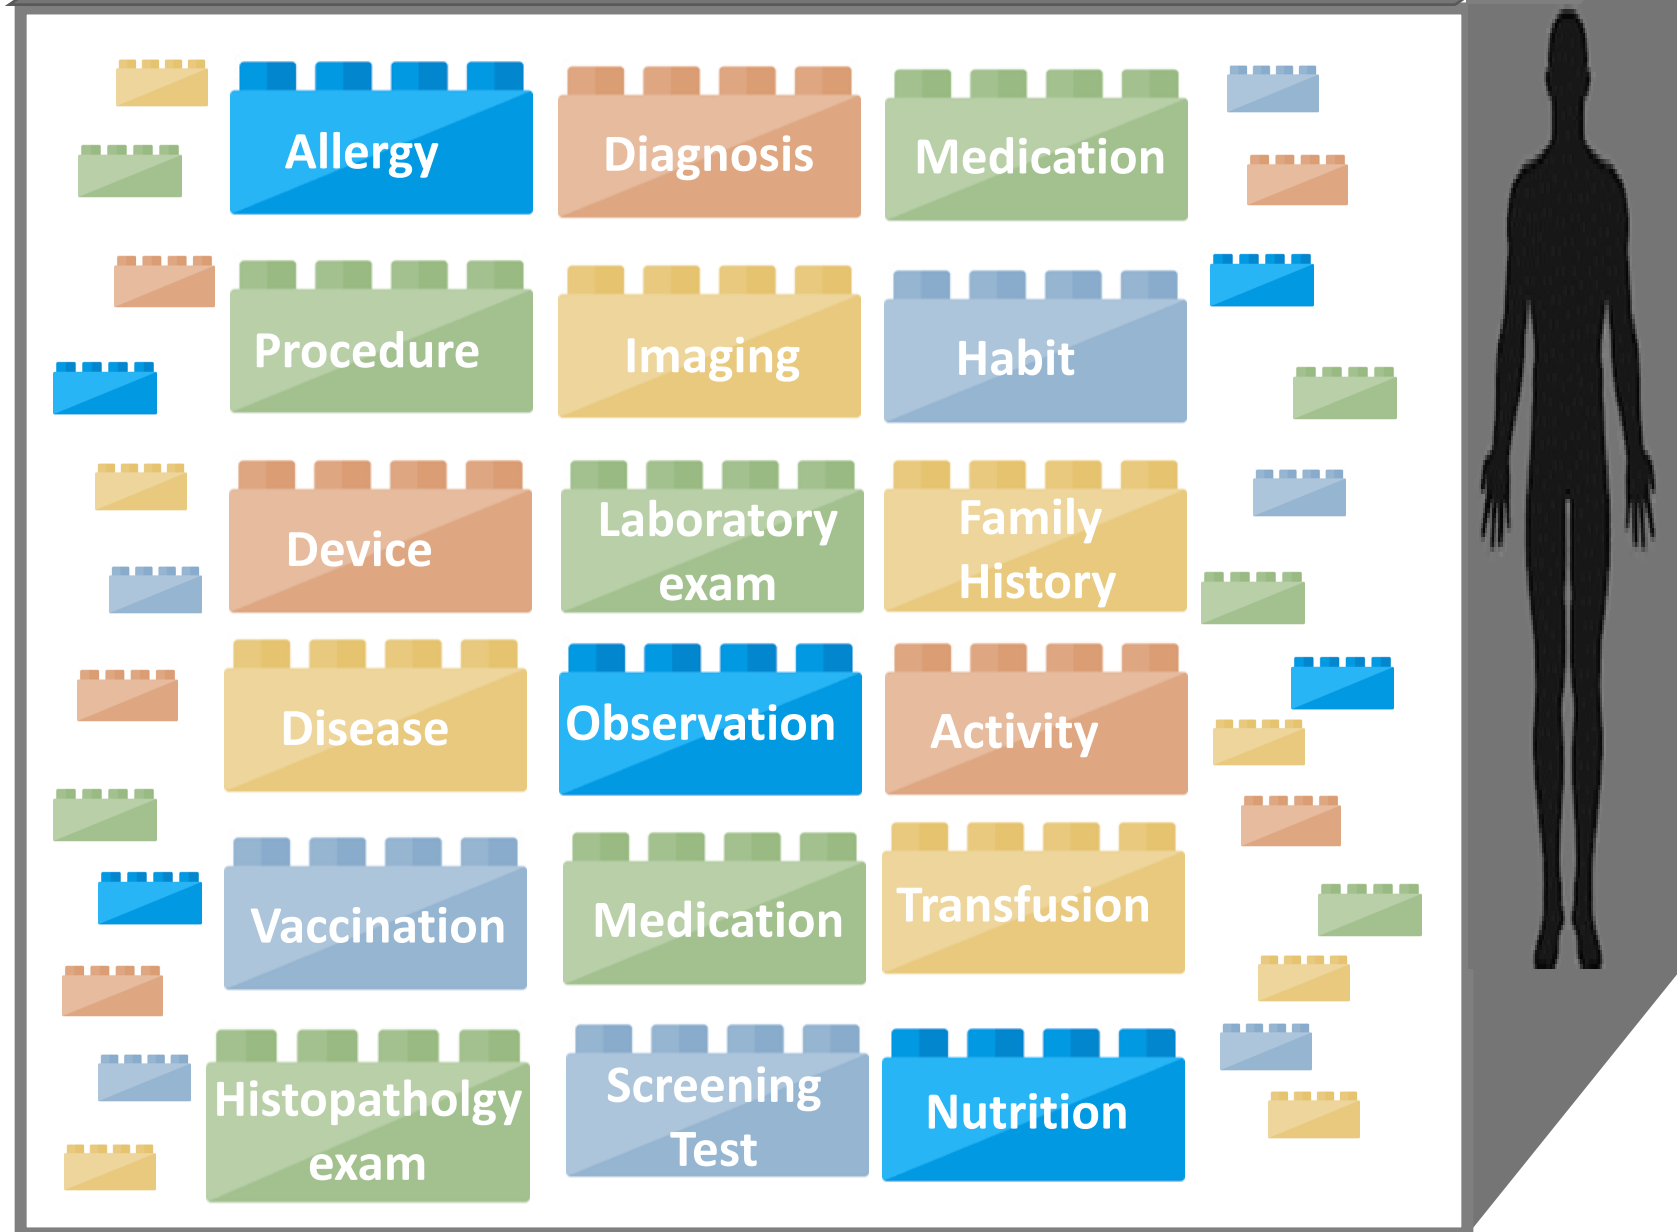 Allergy
Diagnosis
Medication
Procedure
Imaging
Habit
Device
Laboratory
exam
Family
History
Disease
Observation
Activity
Vaccination
Medication
Transfusion
Histopatholgy
exam
Screening
Test
Nutrition